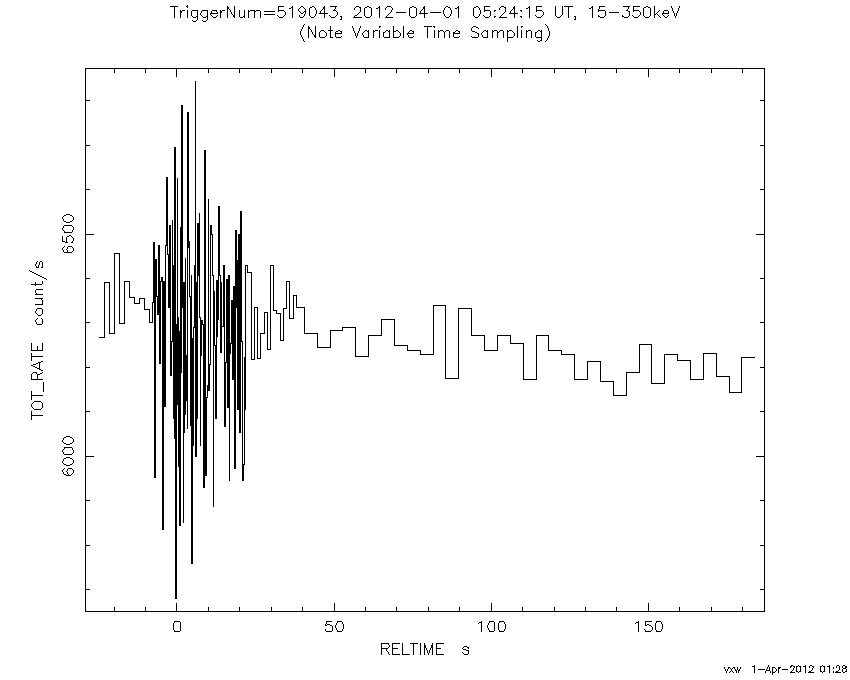 TriggerNum=519043, 2012-04-01 05:24:15 UT, 15-350keV
(Note Variable Time Sampling)
TOT_RATE count/s
6500
6000
0 50 100 150
RELTIME s
vxw 1-Apr-2012 01:28